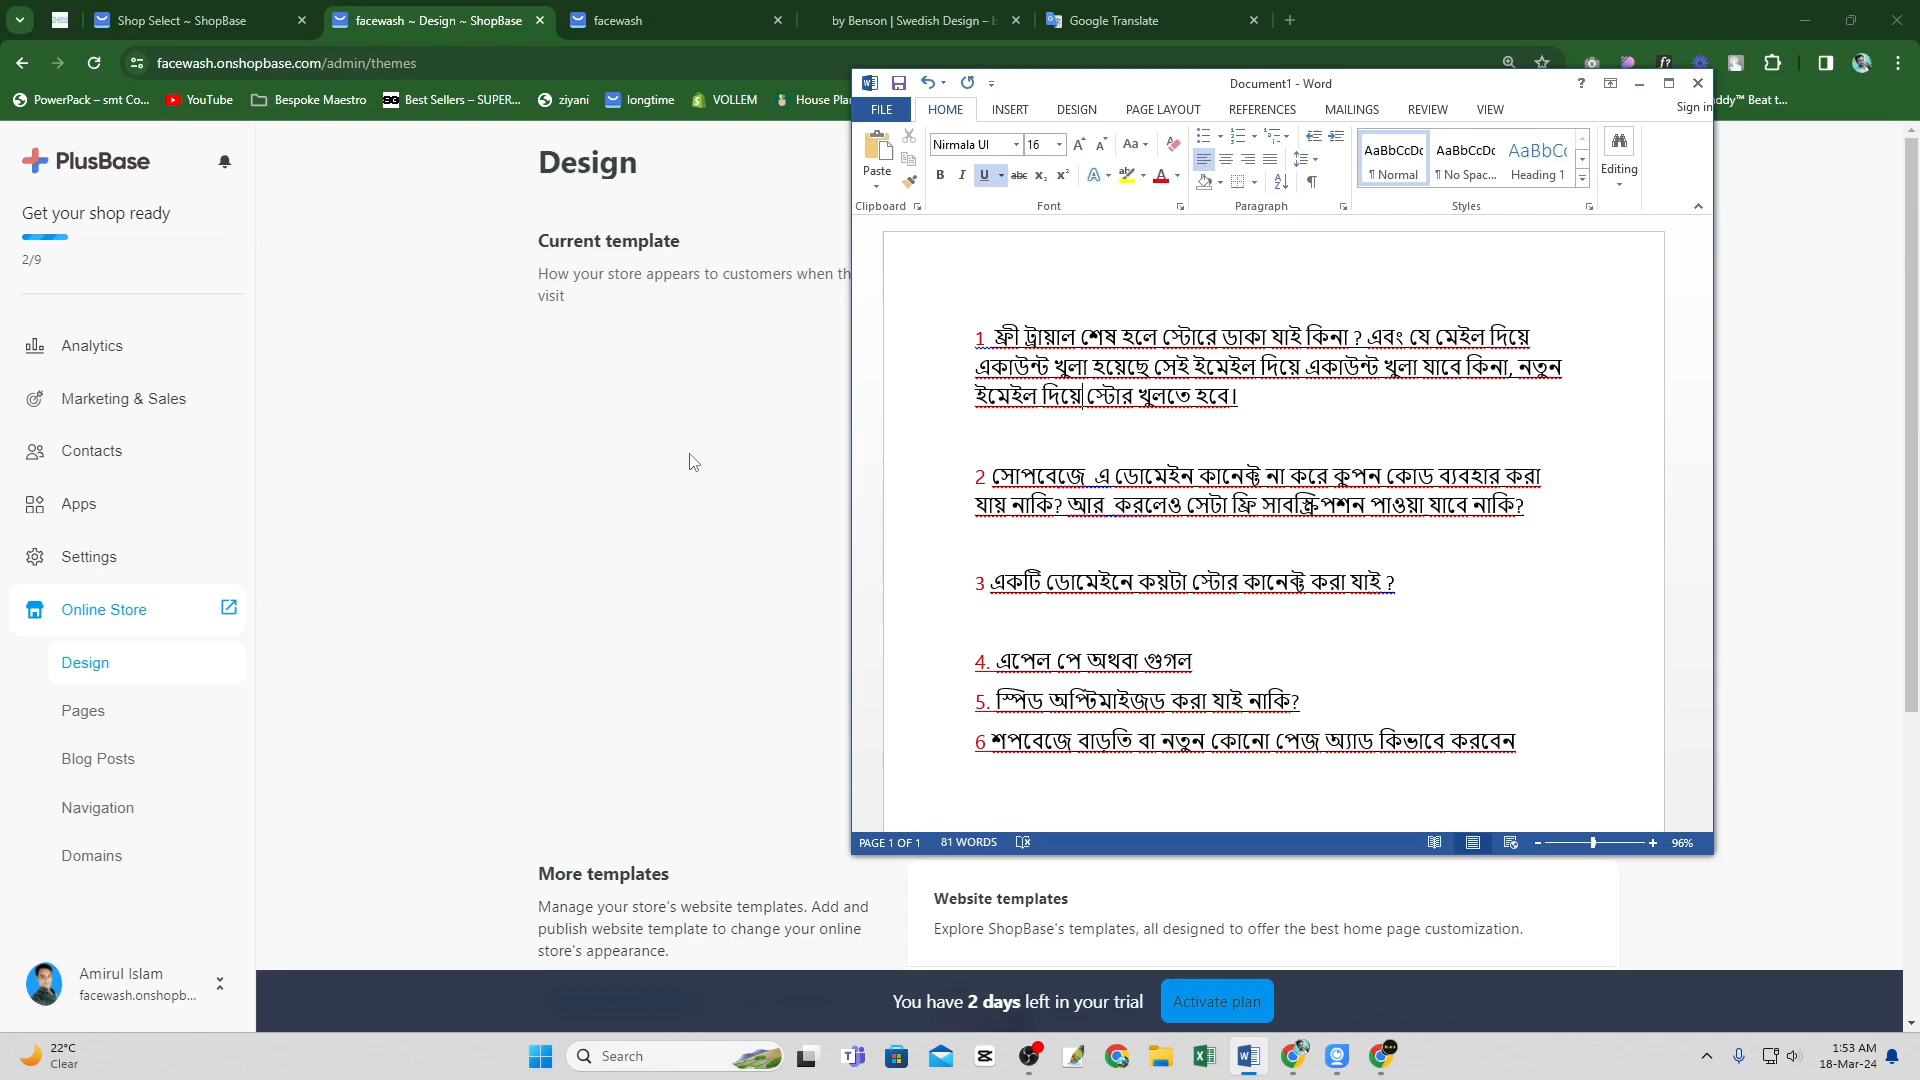 Shop Select ~ ShopBase
facewash ~ Design ~ ShopBase
facewash
by Benson | Swedish Design – b
Google Translate
facewash.onshopbase.com/admin/themes
PowerPack – smt Co...
YouTube
Bespoke Maestro
Best Sellers – SUPER...
ziyani
longtime
VOLLEM
House Pla
ddy™ Beat t...
PlusBase
Get your shop ready
2/9
Analytics
Marketing & Sales
Contacts
Apps
Settings
Online Store
Design
Pages
Blog Posts
Navigation
Domains
Amirul Islam
facewash.onshopb...
Design
Current template
How your store appears to customers when th
visit
More templates
Manage your store's website templates. Add and
publish website template to change your online
store's appearance.
Website templates
Explore ShopBase's templates, all designed to offer the best home page customization.
You have 2 days left in your trial
Activate plan
Document1 - Word
FILE HOME INSERT DESIGN PAGE LAYOUT REFERENCES MAILINGS REVIEW VIEW Sign in
Paste
Nirmala UI 16
Clipboard Font Paragraph Styles
AaBbCcDc AaBbCcDc AaBbCc
¶ Normal ¶ No Spac... Heading 1
Editing
1 ফ্রী ট্রায়াল শেষ হলে স্টোরে ডাকা যাই কিনা ? এবং যে মেইল দিয়ে
একাউন্ট খুলা হয়েছে সেই ইমেইল দিয়ে একাউন্ট খুলা যাবে কিনা, নতুন
ইমেইল দিয়ে স্টোর খুলতে হবে।
2 সোপবেজে এ ডোমেইন কানেক্ট না করে কুপন কোড ব্যবহার করা
যায় নাকি? আর করলেও সেটা ফ্রি সাবস্ক্রিপশন পাওয়া যাবে নাকি?
3 একটি ডোমেইনে কয়টা স্টোর কানেক্ট করা যাই ?
4. এপেল পে অথবা গুগল
5. স্পিড অপ্টিমাইজড করা যাই নাকি?
6 শপবেজে বাড়তি বা নতুন কোনো পেজ অ্যাড কিভাবে করবেন
PAGE 1 OF 1 81 WORDS 96%
22°C
Clear
Search
1:53 AM
18-Mar-24